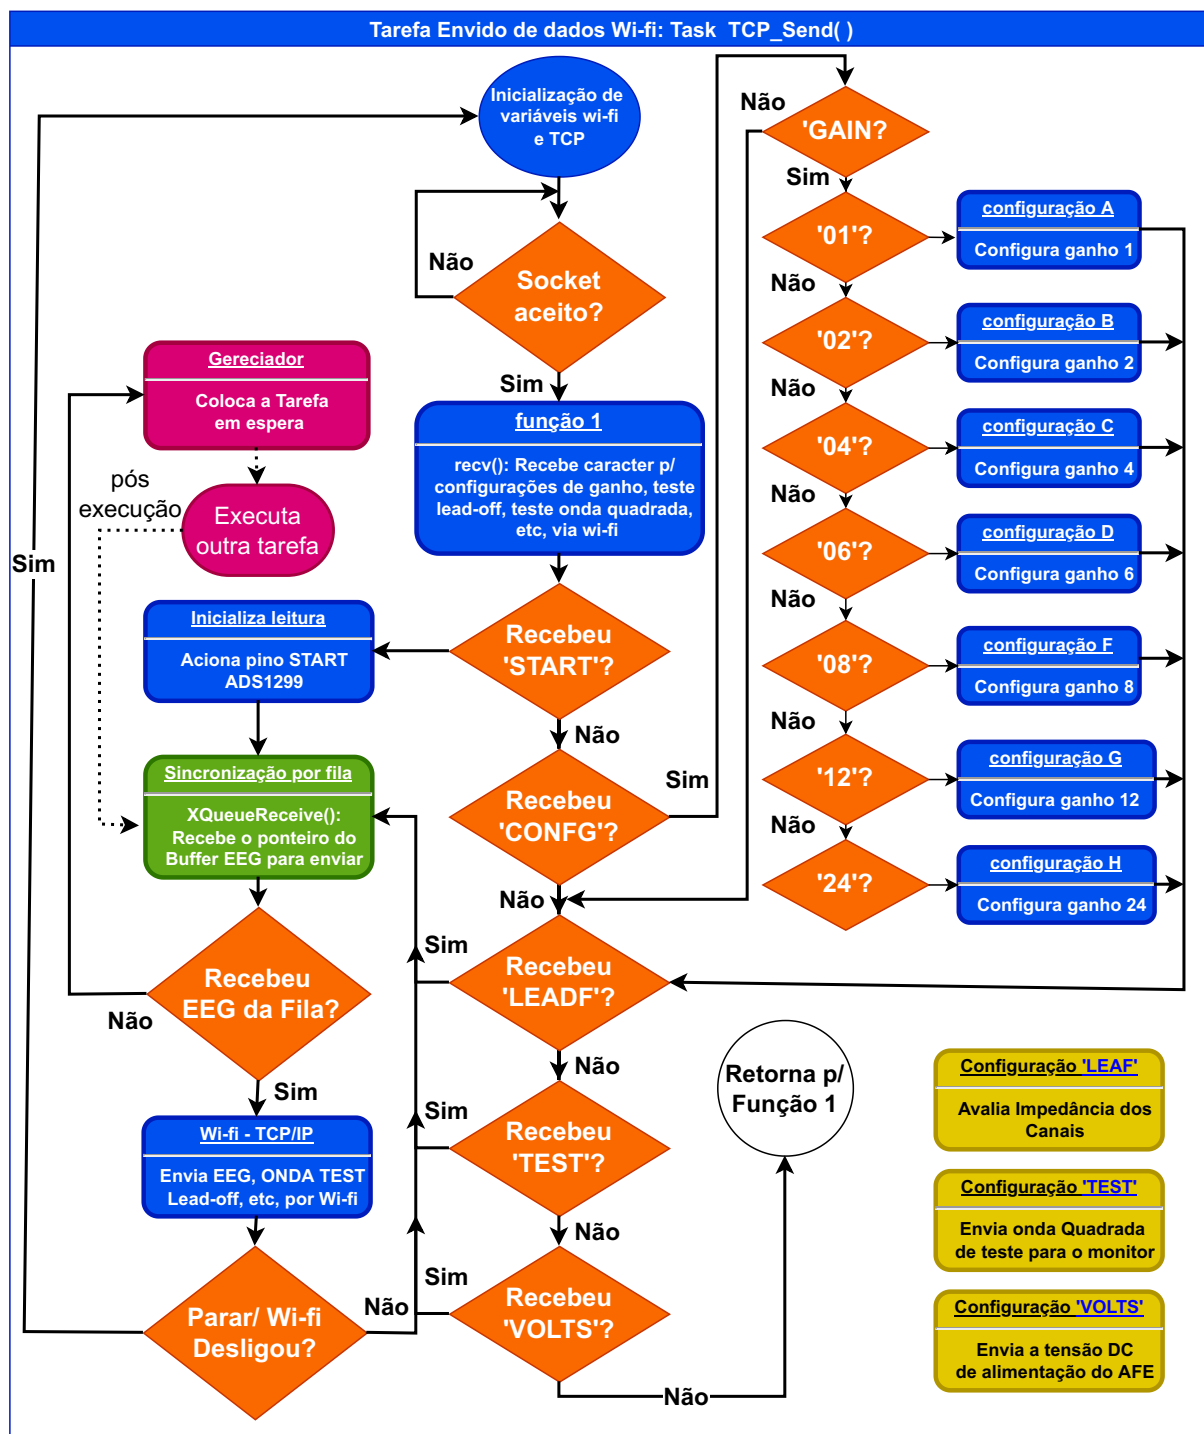 Tarefa Envido de dados Wi-fi: Task  TCP_Send( )
Inicialização de
variáveis wi-fi
e TCP
Não
Socket
aceito?
Sim
função 1
recv(): Recebe caracter p/
configurações de ganho, teste
lead-off, teste onda quadrada,
etc, via wi-fi
Gereciador
Coloca a Tarefa
em espera
pós
execução
Executa
outra tarefa
Sim
Inicializa leitura
Aciona pino START
ADS1299
Recebeu
'START'?
Não
Sincronização por fila
XQueueReceive():
Recebe o ponteiro do
Buffer EEG para enviar
Recebeu
'CONFG'?
Sim
Não
Recebeu
EEG da Fila?
Não
Sim
Wi-fi - TCP/IP
Envia EEG, ONDA TEST
Lead-off, etc, por Wi-fi
Parar/ Wi-fi
Desligou?
Não
Sim
Recebeu
'LEADF'?
Não
Sim
Recebeu
'TEST'?
Não
Sim
Recebeu
'VOLTS'?
Não
Retorna p/
Função 1
Não
'GAIN?
Sim
'01'?
configuração A
Configura ganho 1
Não
'02'?
configuração B
Configura ganho 2
Não
'04'?
configuração C
Configura ganho 4
Não
'06'?
configuração D
Configura ganho 6
Não
'08'?
configuração F
Configura ganho 8
Não
'12'?
configuração G
Configura ganho 12
Não
'24'?
configuração H
Configura ganho 24
Configuração 'LEAF'
Avalia Impedância dos
Canais
Configuração 'TEST'
Envia onda Quadrada
de teste para o monitor
Configuração 'VOLTS'
Envia a tensão DC
de alimentação do AFE